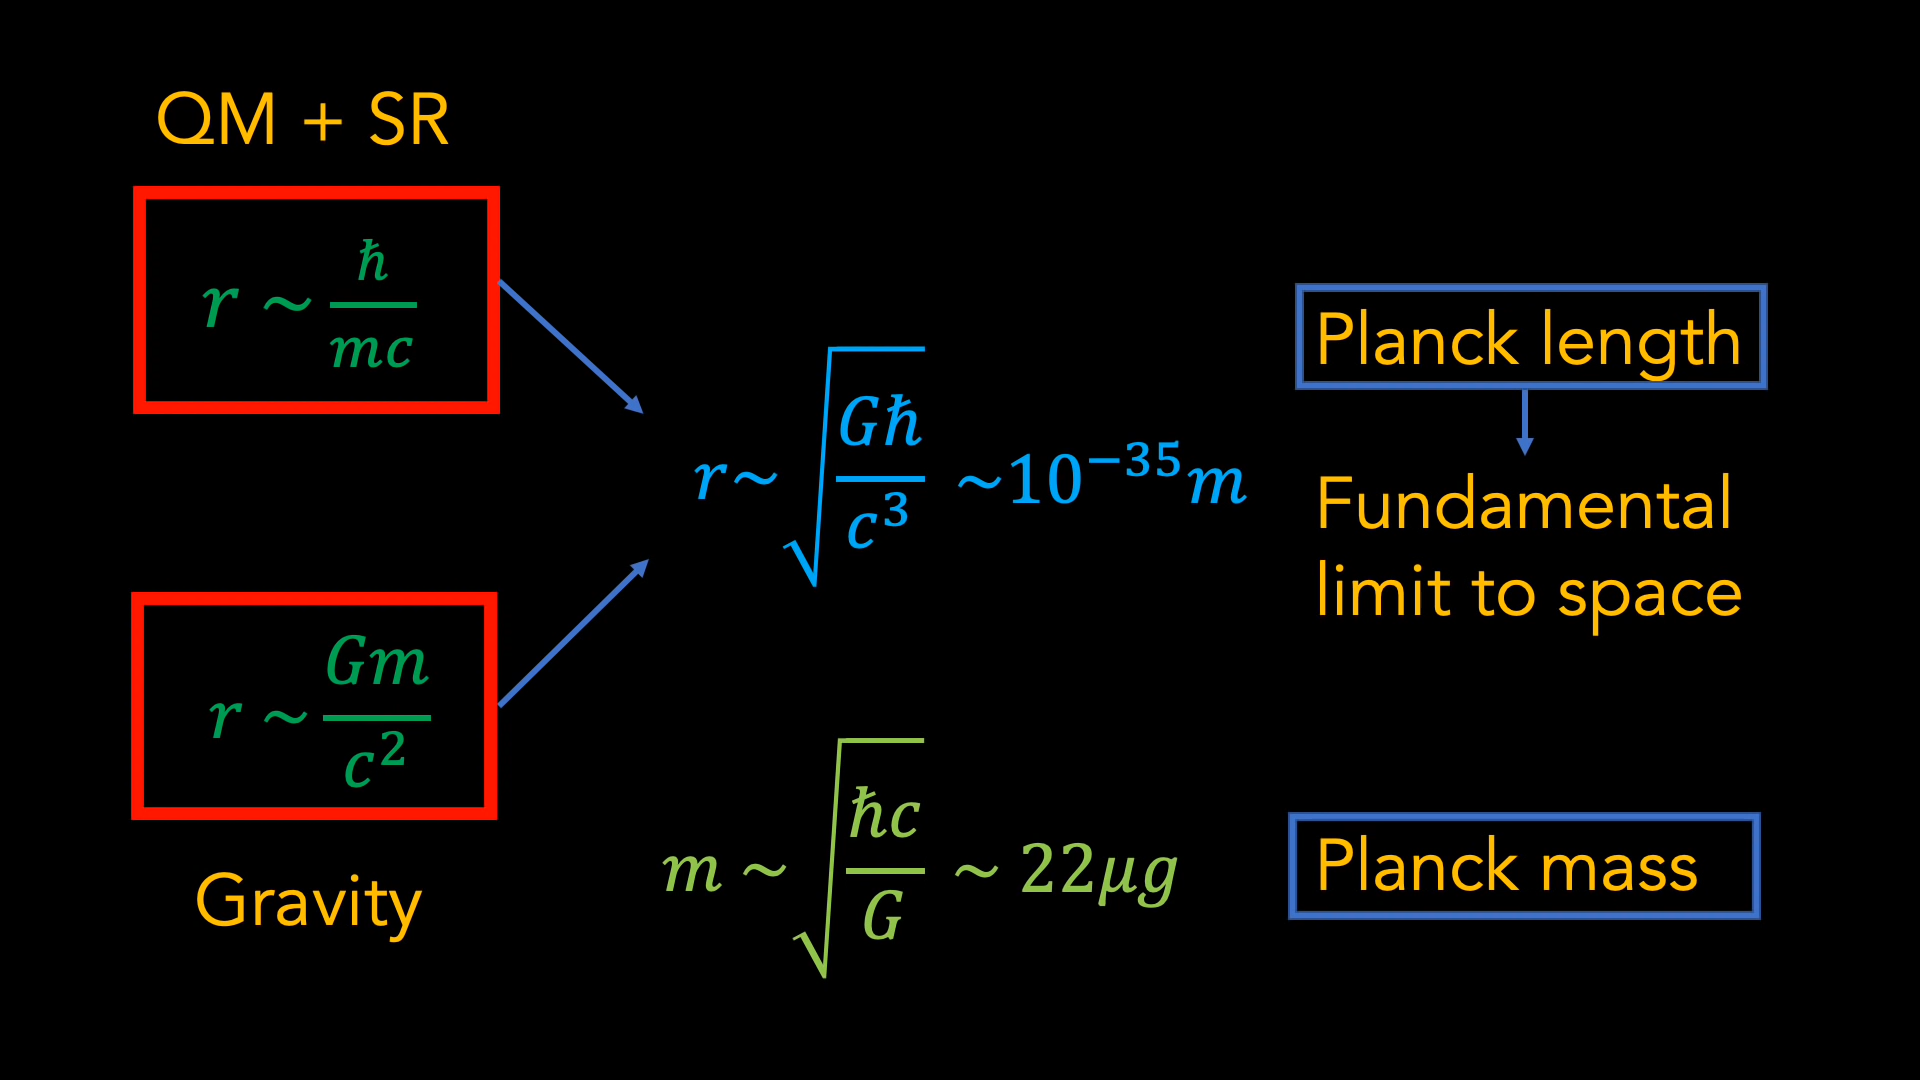 QM + SR
r ~ ħ/mc
r~ √(Għ/c³) ~10⁻³⁵m
Planck length
Fundamental
limit to space
r ~ Gm/c²
Gravity
m ~ √(ħc/G) ~ 22μg
Planck mass